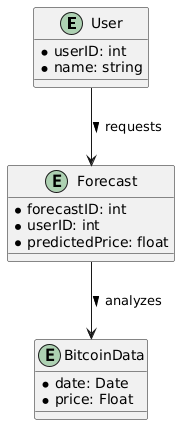 E User
• userID: int
• name: string
requests
E Forecast
• forecastID: int
• userID: int
• predictedPrice: float
analyzes
E BitcoinData
• date: Date
• price: Float